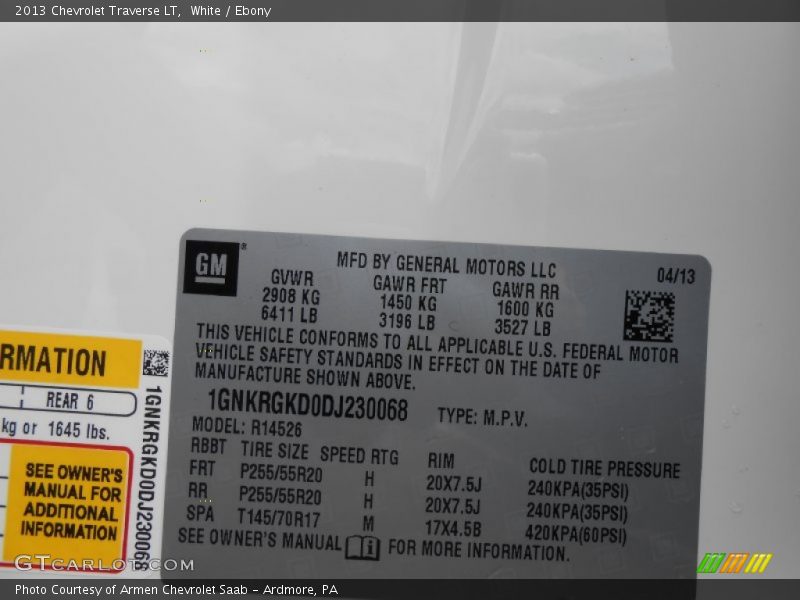 2013 Chevrolet Traverse LT, White / Ebony
GM®
MFD BY GENERAL MOTORS LLC
04/13
GVWR GAWR FRT GAWR RR
2908 KG 1450 KG 1600 KG
6411 LB 3196 LB 3527 LB
THIS VEHICLE CONFORMS TO ALL APPLICABLE U.S. FEDERAL MOTOR
VEHICLE SAFETY STANDARDS IN EFFECT ON THE DATE OF
MANUFACTURE SHOWN ABOVE.
1GNKRGKD0DJ230068 TYPE: M.P.V.
MODEL: R14526
RBBT TIRE SIZE SPEED RTG RIM COLD TIRE PRESSURE
FRT P255/55R20 H 20X7.5J 240KPA(35PSI)
RR P255/55R20 H 20X7.5J 240KPA(35PSI)
SPA T145/70R17 M 17X4.5B 420KPA(60PSI)
SEE OWNER'S MANUAL FOR MORE INFORMATION.
RMATION
REAR 6
kg or 1645 lbs.
SEE OWNER'S
MANUAL FOR
ADDITIONAL
INFORMATION
1GNKRGKD0DJ230068
GTCARLOT.COM
Photo Courtesy of Armen Chevrolet Saab - Ardmore, PA